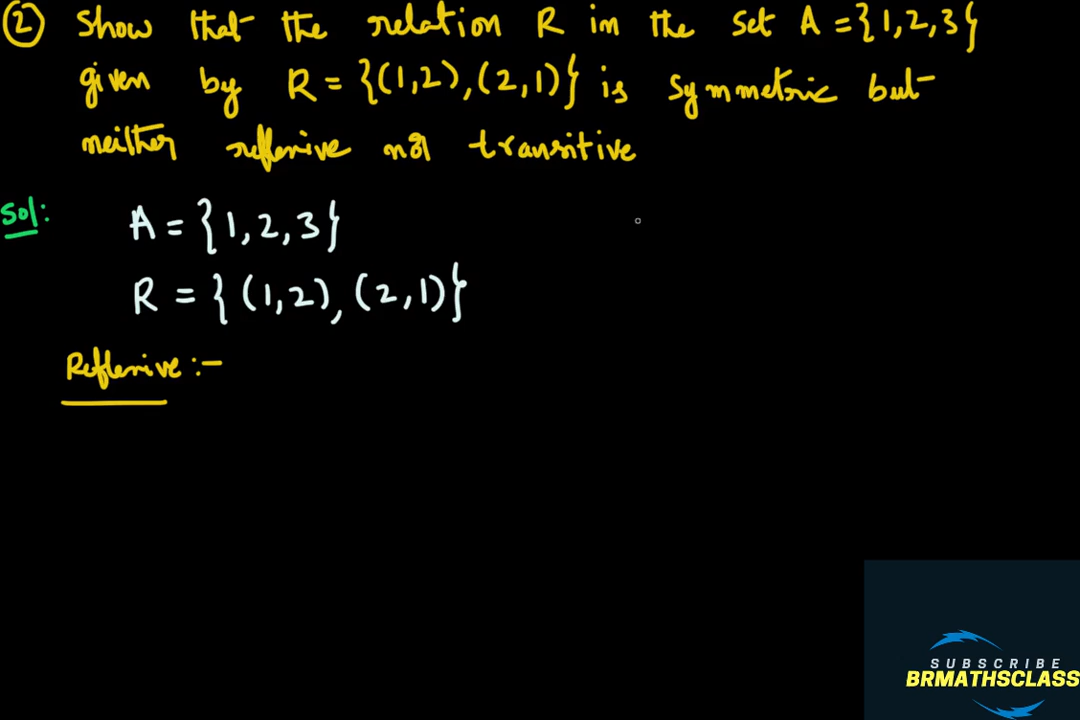 ② Show that the relation R in the set A = {1,2,3}
given by R = {(1,2),(2,1)} is symmetric but
neither reflexive nor transitive
Sol:
A = {1,2,3}
R = {(1,2),(2,1)}
Reflexive :-
SUBSCRIBE
BRMATHSCLASS